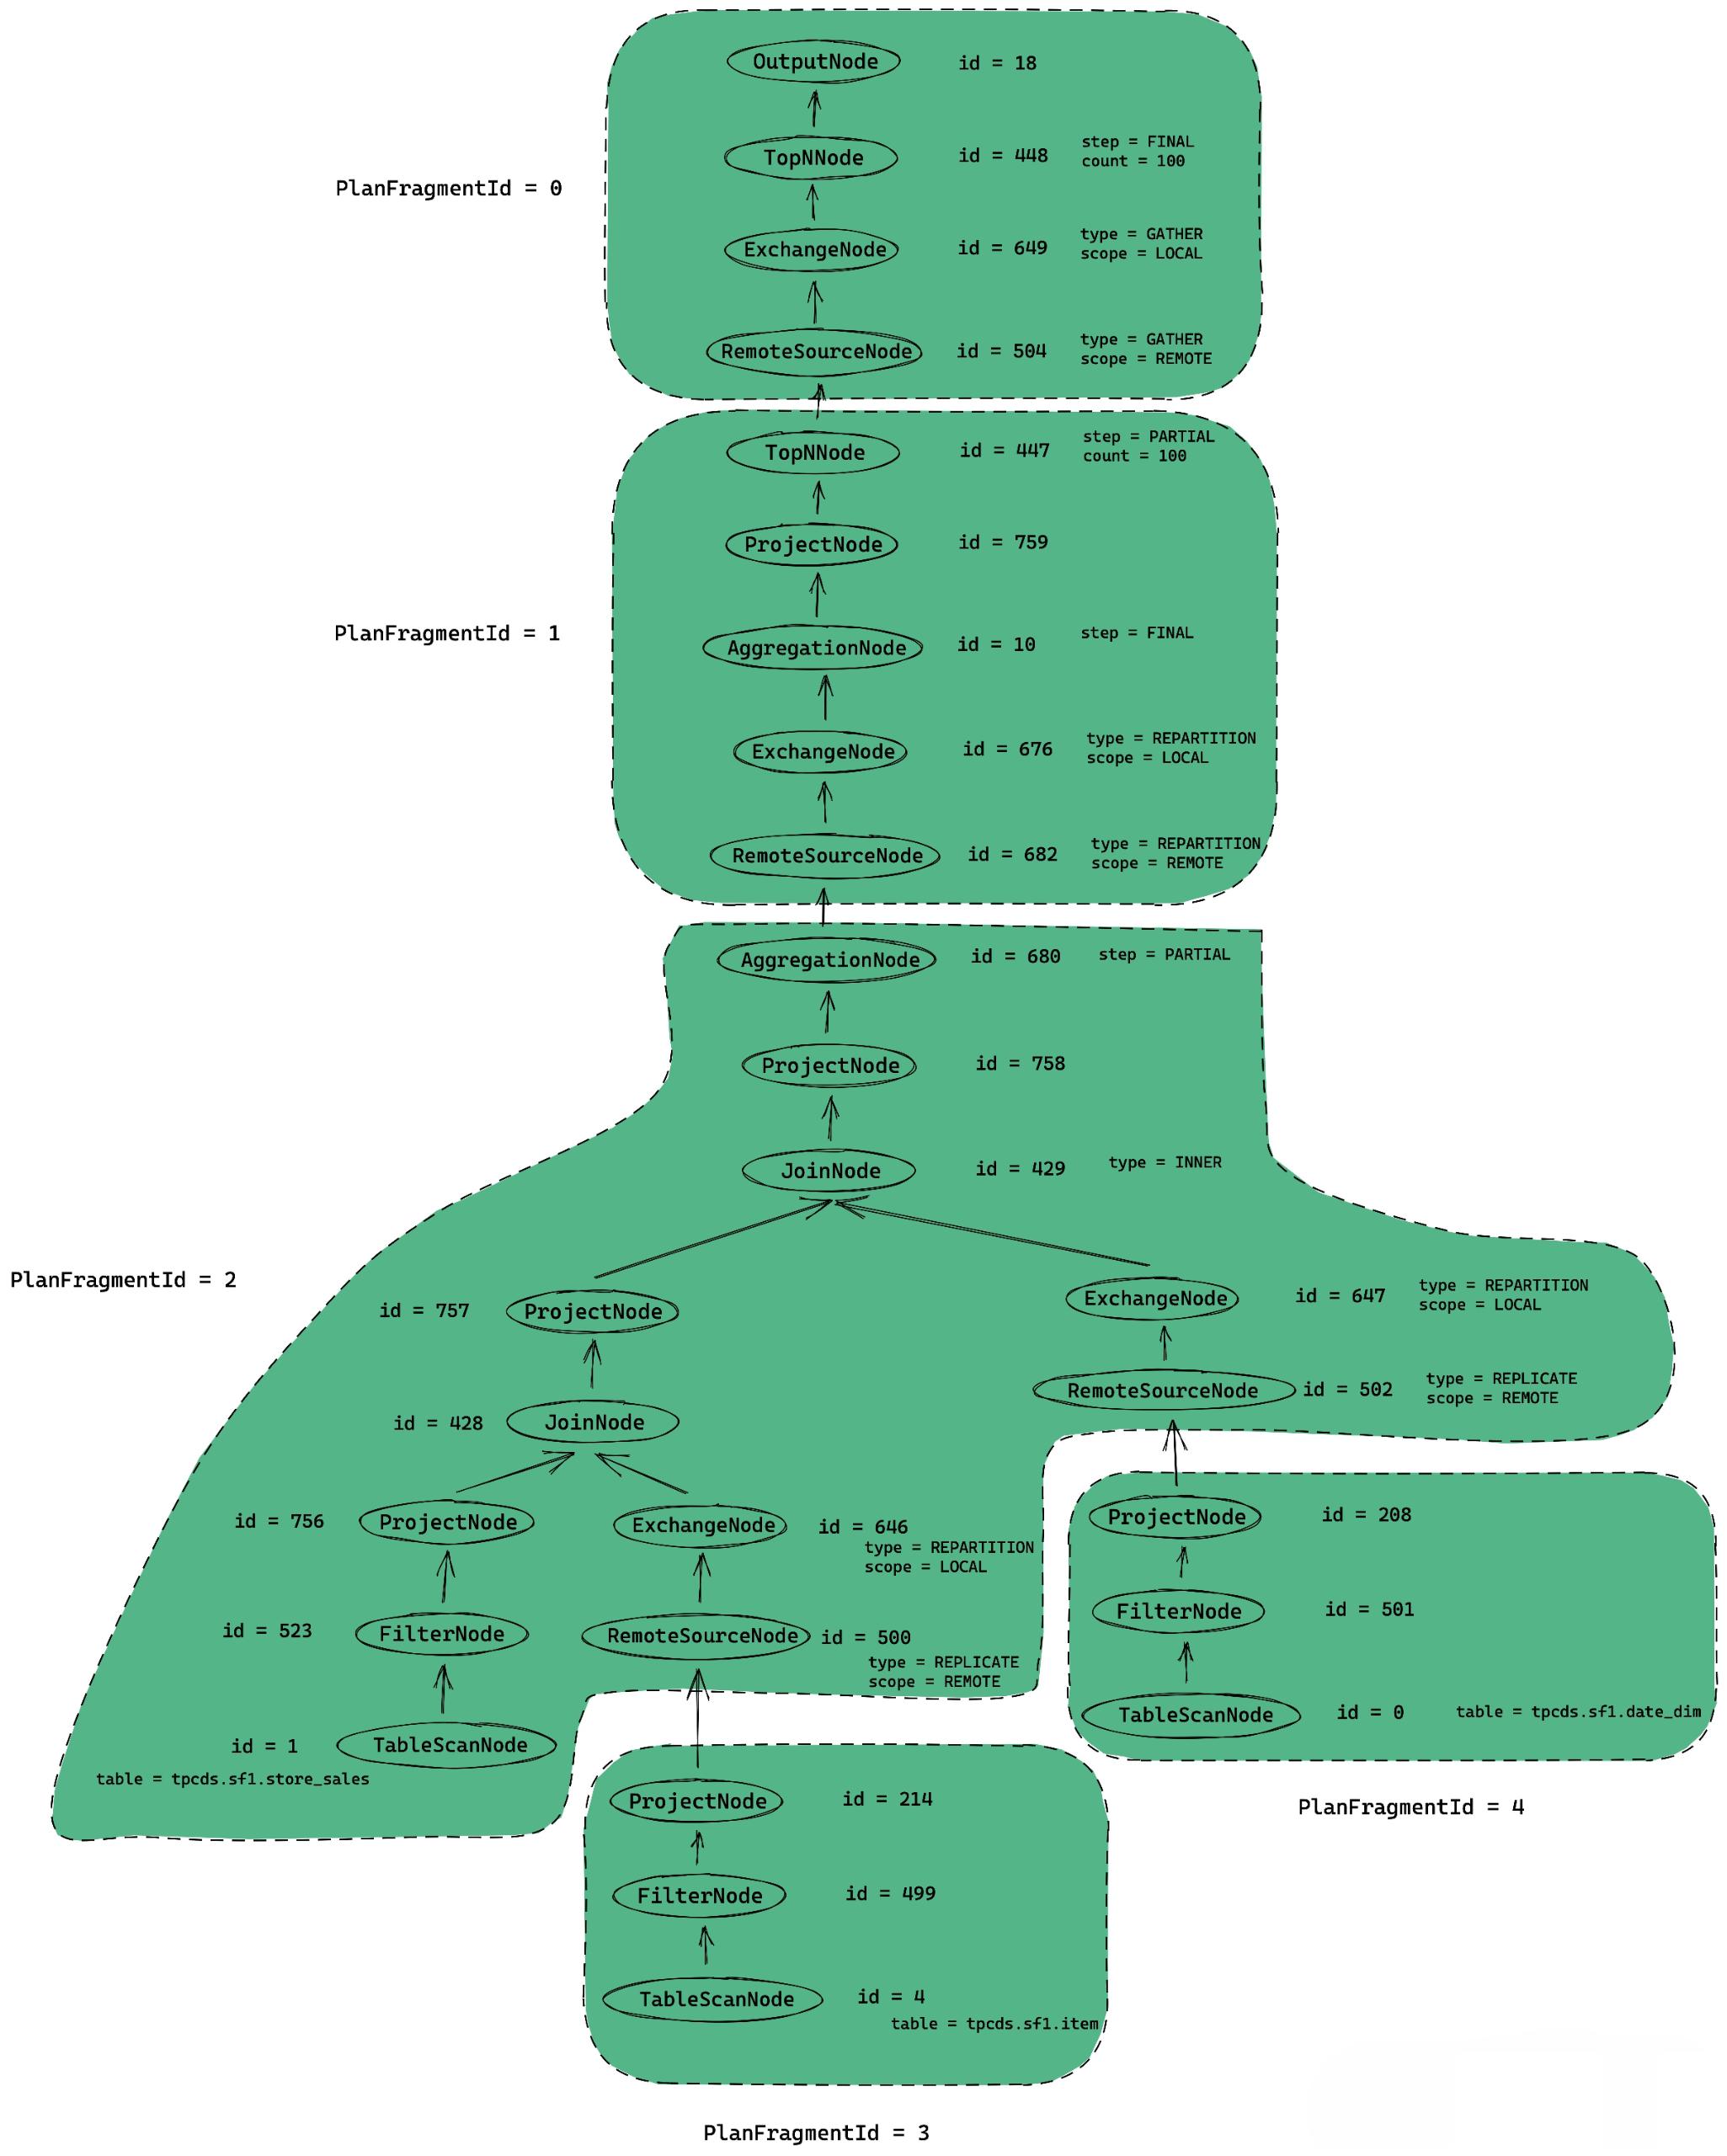 OutputNode
id = 18
TopNNode
id = 448
step = FINAL
count = 100
PlanFragmentId = 0
ExchangeNode
id = 649
type = GATHER
scope = LOCAL
RemoteSourceNode
id = 504
type = GATHER
scope = REMOTE
TopNNode
id = 447
step = PARTIAL
count = 100
ProjectNode
id = 759
PlanFragmentId = 1
AggregationNode
id = 10
step = FINAL
ExchangeNode
id = 676
type = REPARTITION
scope = LOCAL
RemoteSourceNode
id = 682
type = REPARTITION
scope = REMOTE
AggregationNode
id = 680
step = PARTIAL
ProjectNode
id = 758
JoinNode
id = 429
type = INNER
PlanFragmentId = 2
id = 757
ProjectNode
ExchangeNode
id = 647
type = REPARTITION
scope = LOCAL
id = 428
JoinNode
RemoteSourceNode
id = 502
type = REPLICATE
scope = REMOTE
id = 756
ProjectNode
ExchangeNode
id = 646
type = REPARTITION
scope = LOCAL
ProjectNode
id = 208
id = 523
FilterNode
RemoteSourceNode
id = 500
type = REPLICATE
scope = REMOTE
FilterNode
id = 501
id = 1
TableScanNode
table = tpcds.sf1.store_sales
TableScanNode
id = 0
table = tpcds.sf1.date_dim
PlanFragmentId = 4
ProjectNode
id = 214
FilterNode
id = 499
TableScanNode
id = 4
table = tpcds.sf1.item
PlanFragmentId = 3